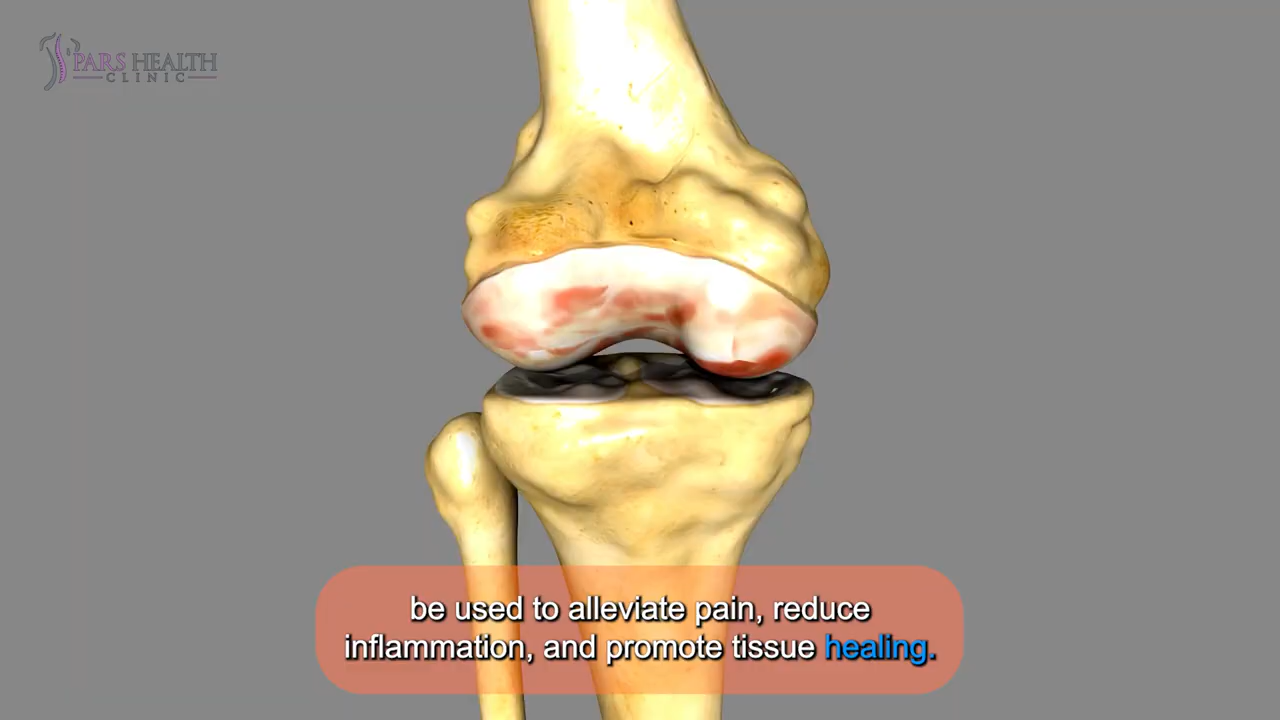 PARS HEALTH
CLINIC
be used to alleviate pain, reduce
inflammation, and promote tissue healing.